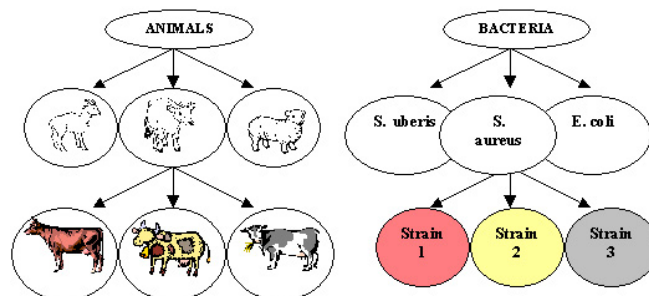 ANIMALS
BACTERIA
S. uberis
S.
aureus
E. coli
Strain
1
Strain
2
Strain
3